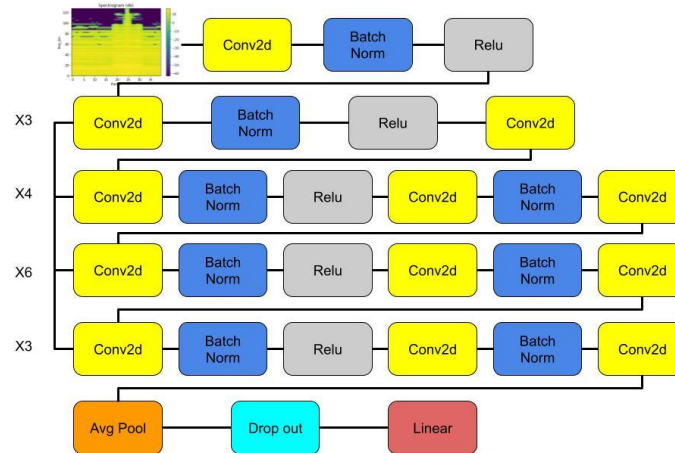 Spectrogram (db)
Conv2d
Batch
Norm
Relu
X3
Conv2d
Batch
Norm
Relu
Conv2d
X4
Conv2d
Batch
Norm
Relu
Conv2d
Batch
Norm
Conv2d
X6
Conv2d
Batch
Norm
Relu
Conv2d
Batch
Norm
Conv2d
X3
Conv2d
Batch
Norm
Relu
Conv2d
Batch
Norm
Conv2d
Avg Pool
Drop out
Linear